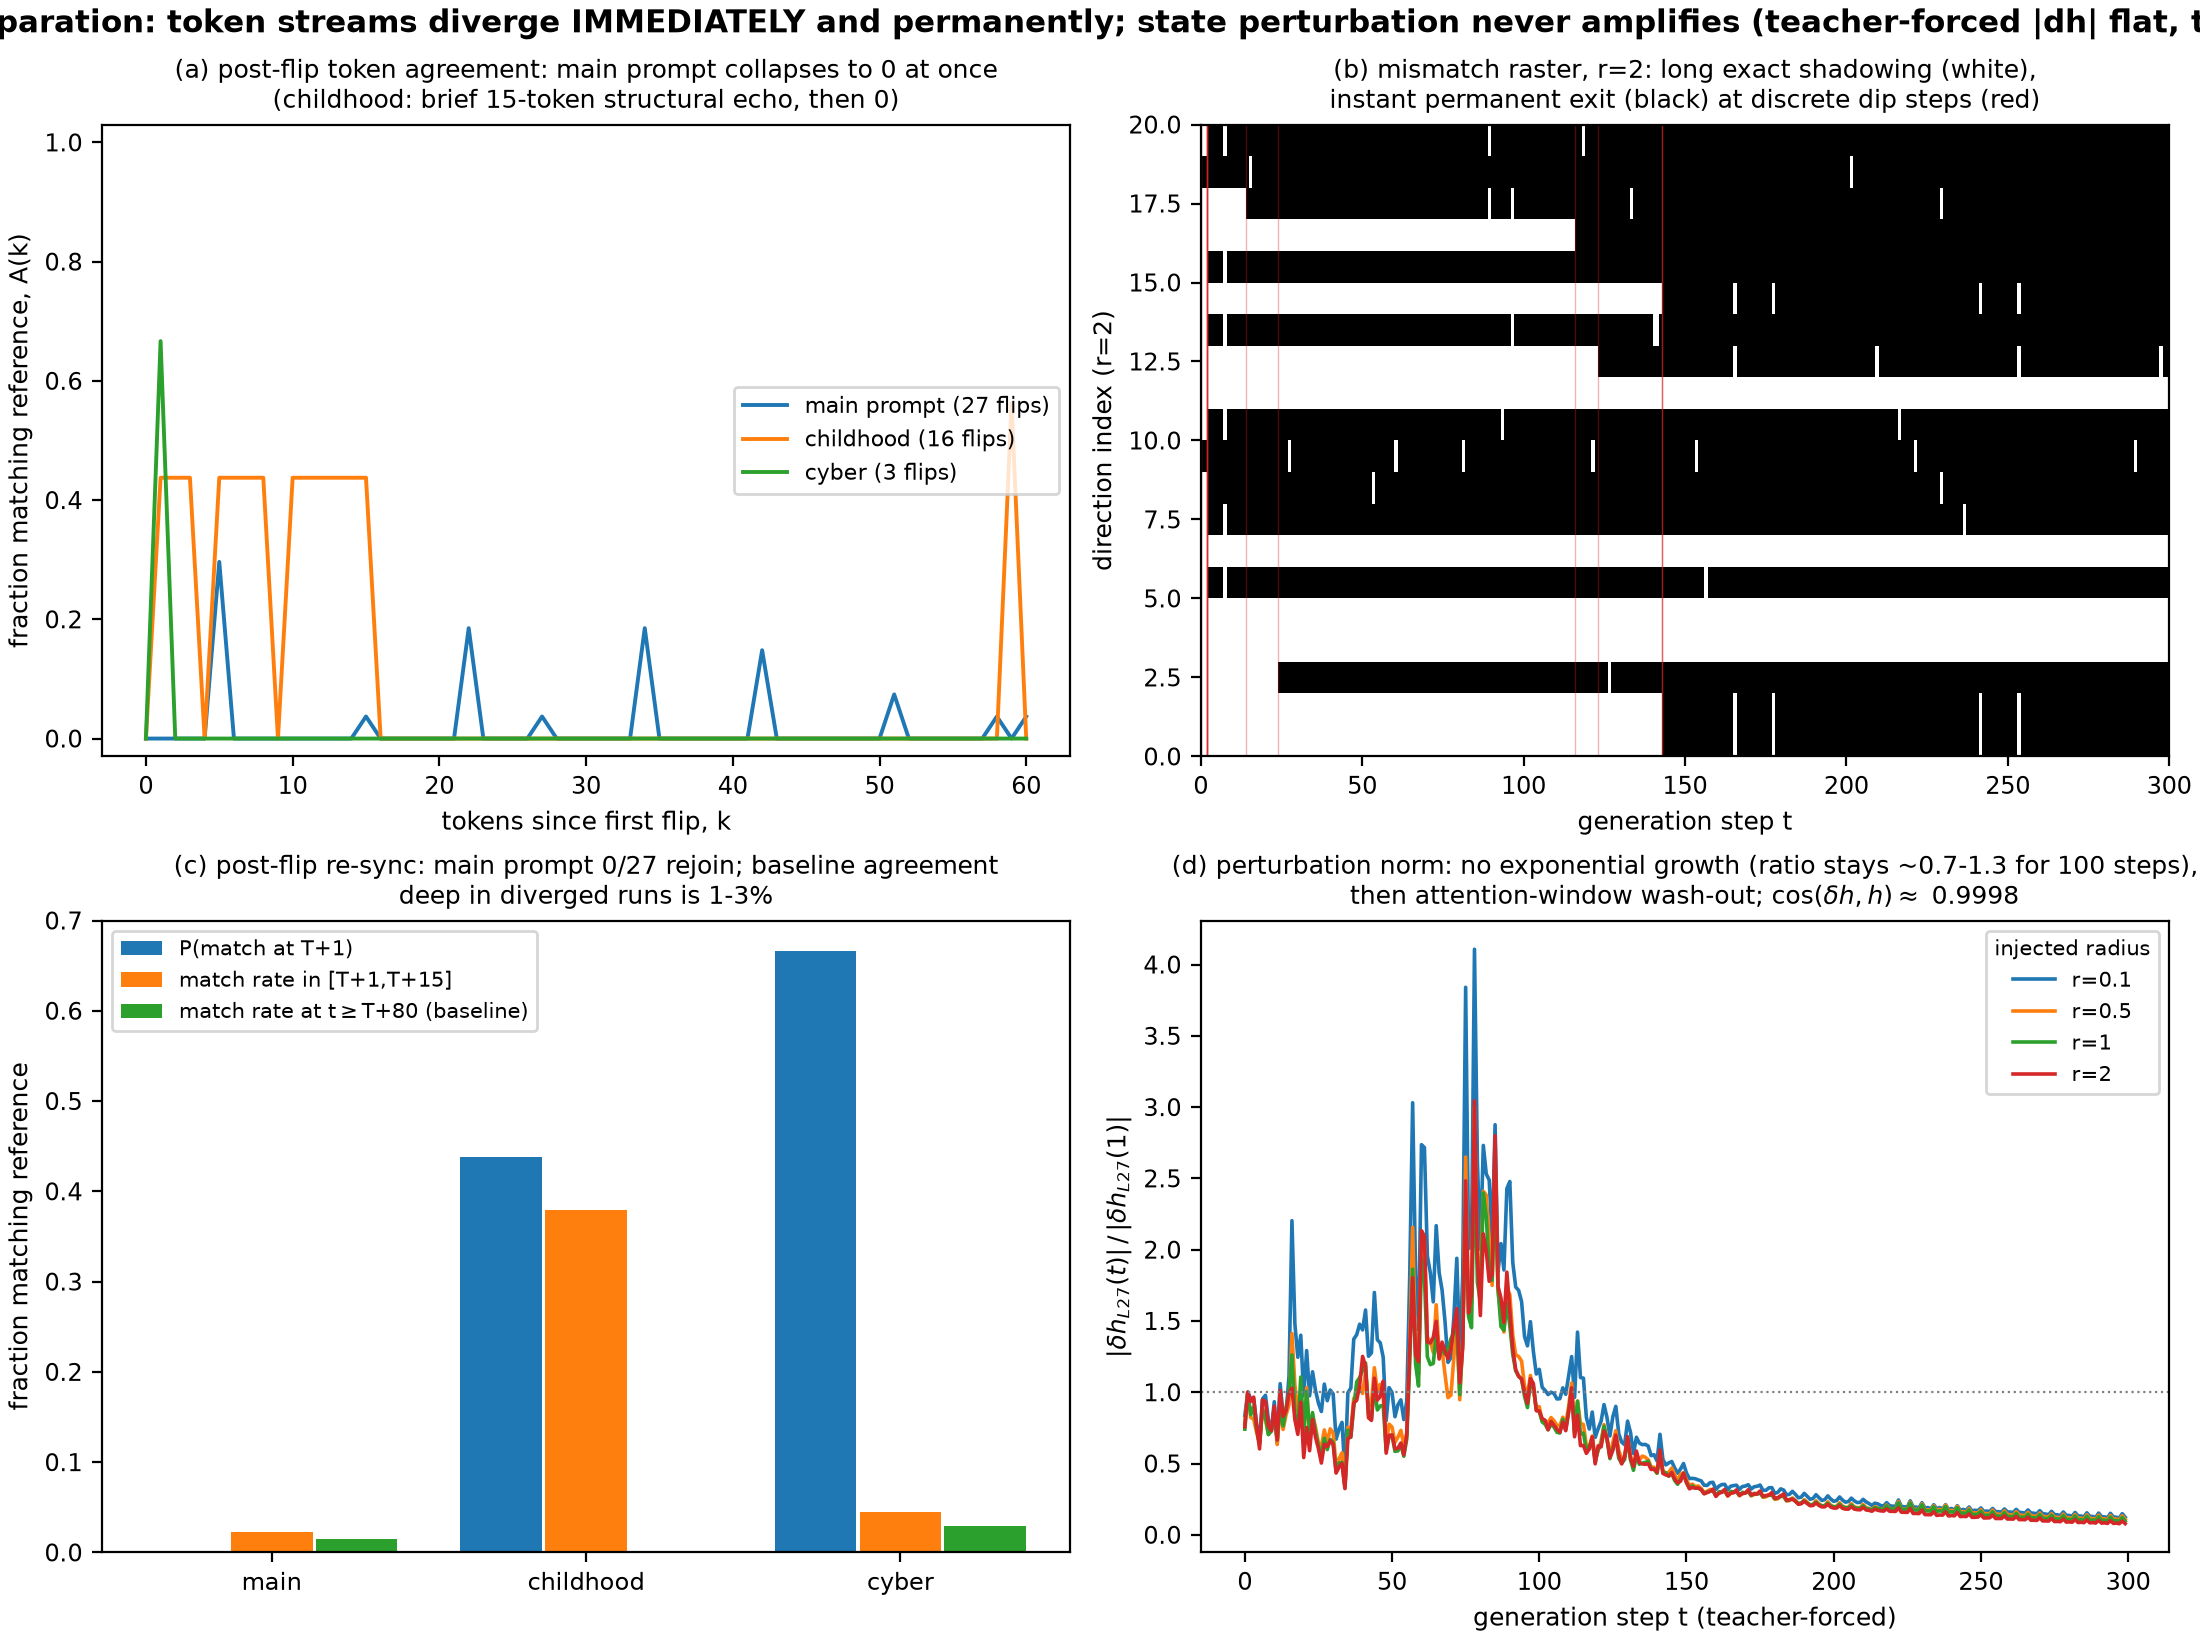 paration: token streams diverge IMMEDIATELY and permanently; state perturbation never amplifies (teacher-forced |dh| flat, t
(a) post-flip token agreement: main prompt collapses to 0 at once
(childhood: brief 15-token structural echo, then 0)
1.0
0.8
0.6
0.4
0.2
0.0
fraction matching reference, A(k)
main prompt (27 flips)
childhood (16 flips)
cyber (3 flips)
0 10 20 30 40 50 60
tokens since first flip, k
(b) mismatch raster, r=2: long exact shadowing (white),
instant permanent exit (black) at discrete dip steps (red)
20.0
17.5
15.0
12.5
10.0
7.5
5.0
2.5
0.0
direction index (r=2)
0 50 100 150 200 250 300
generation step t
(c) post-flip re-sync: main prompt 0/27 rejoin; baseline agreement
deep in diverged runs is 1-3%
0.7
0.6
0.5
0.4
0.3
0.2
0.1
0.0
fraction matching reference
P(match at T+1)
match rate in [T+1,T+15]
match rate at t≥T+80 (baseline)
main childhood cyber
(d) perturbation norm: no exponential growth (ratio stays ~0.7-1.3 for 100 steps),
then attention-window wash-out; cos(δh, h) ≈ 0.9998
4.0
3.5
3.0
2.5
2.0
1.5
1.0
0.5
0.0
|δh_L27(t)| / |δh_L27(1)|
injected radius
r=0.1
r=0.5
r=1
r=2
0 50 100 150 200 250 300
generation step t (teacher-forced)